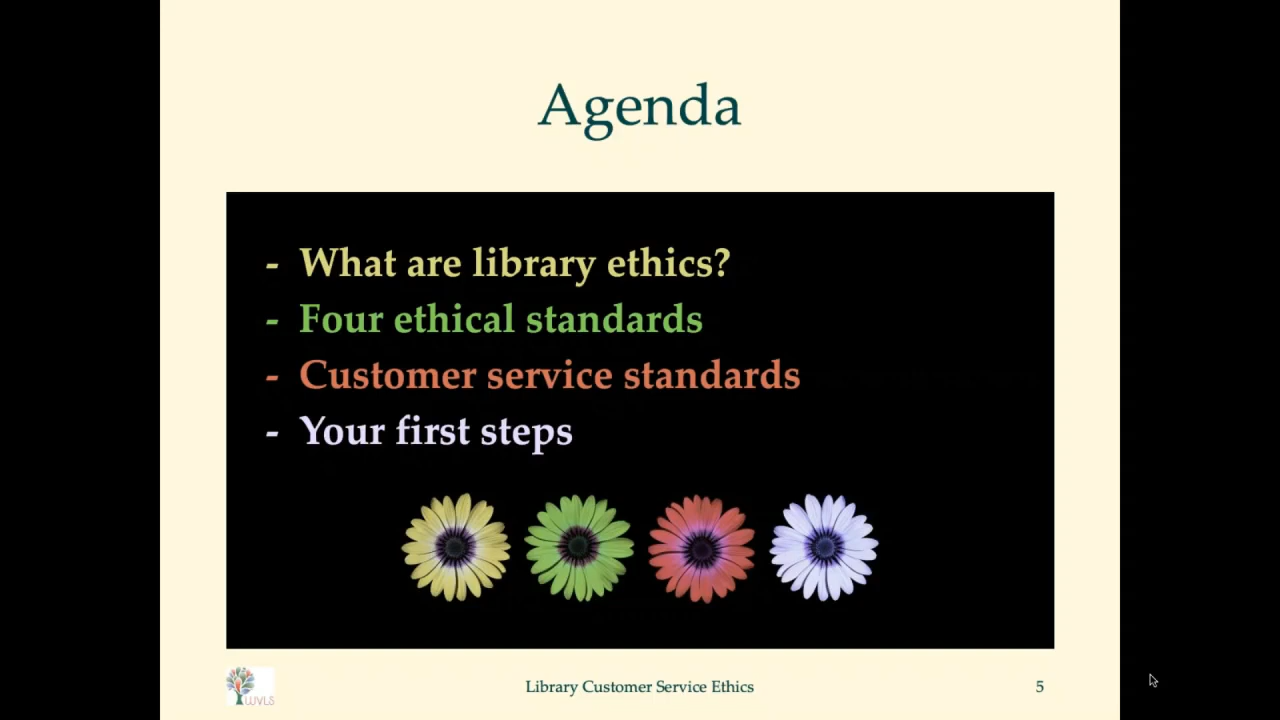 Agenda
- What are library ethics?
- Four ethical standards
- Customer service standards
- Your first steps
WVLS
Library Customer Service Ethics
5